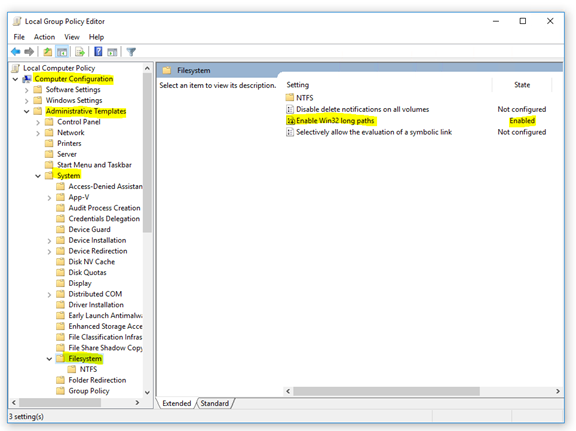 Local Group Policy Editor
File Action View Help
Local Computer Policy
Computer Configuration
Software Settings
Windows Settings
Administrative Templates
Control Panel
Network
Printers
Server
Start Menu and Taskbar
System
Access-Denied Assistan
App-V
Audit Process Creation
Credentials Delegation
Device Guard
Device Installation
Device Redirection
Disk NV Cache
Disk Quotas
Display
Distributed COM
Driver Installation
Early Launch Antimalwa
Enhanced Storage Acce
File Classification Infras
File Share Shadow Copy
Filesystem
NTFS
Folder Redirection
Group Policy
Filesystem
Select an item to view its description.
Setting State
NTFS
Disable delete notifications on all volumes Not configured
Enable Win32 long paths Enabled
Selectively allow the evaluation of a symbolic link Not configured
Extended Standard
3 setting(s)